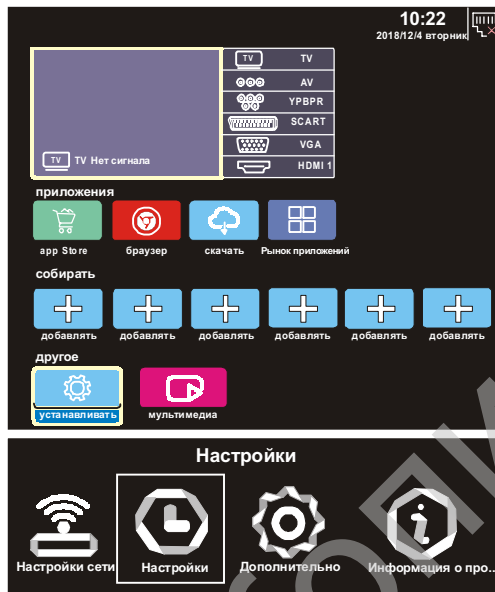 10:22
2018/12/4 вторник
TV TV
AV
YPBPR
SCART
VGA
HDMI 1
TV TV Нет сигнала
приложения
app Store браузер скачать Рынок приложений
собирать
добавлять добавлять добавлять добавлять добавлять добавлять
другое
устанавливать мультимедиа
Настройки
Настройки сети Настройки Дополнительно Информация о про...